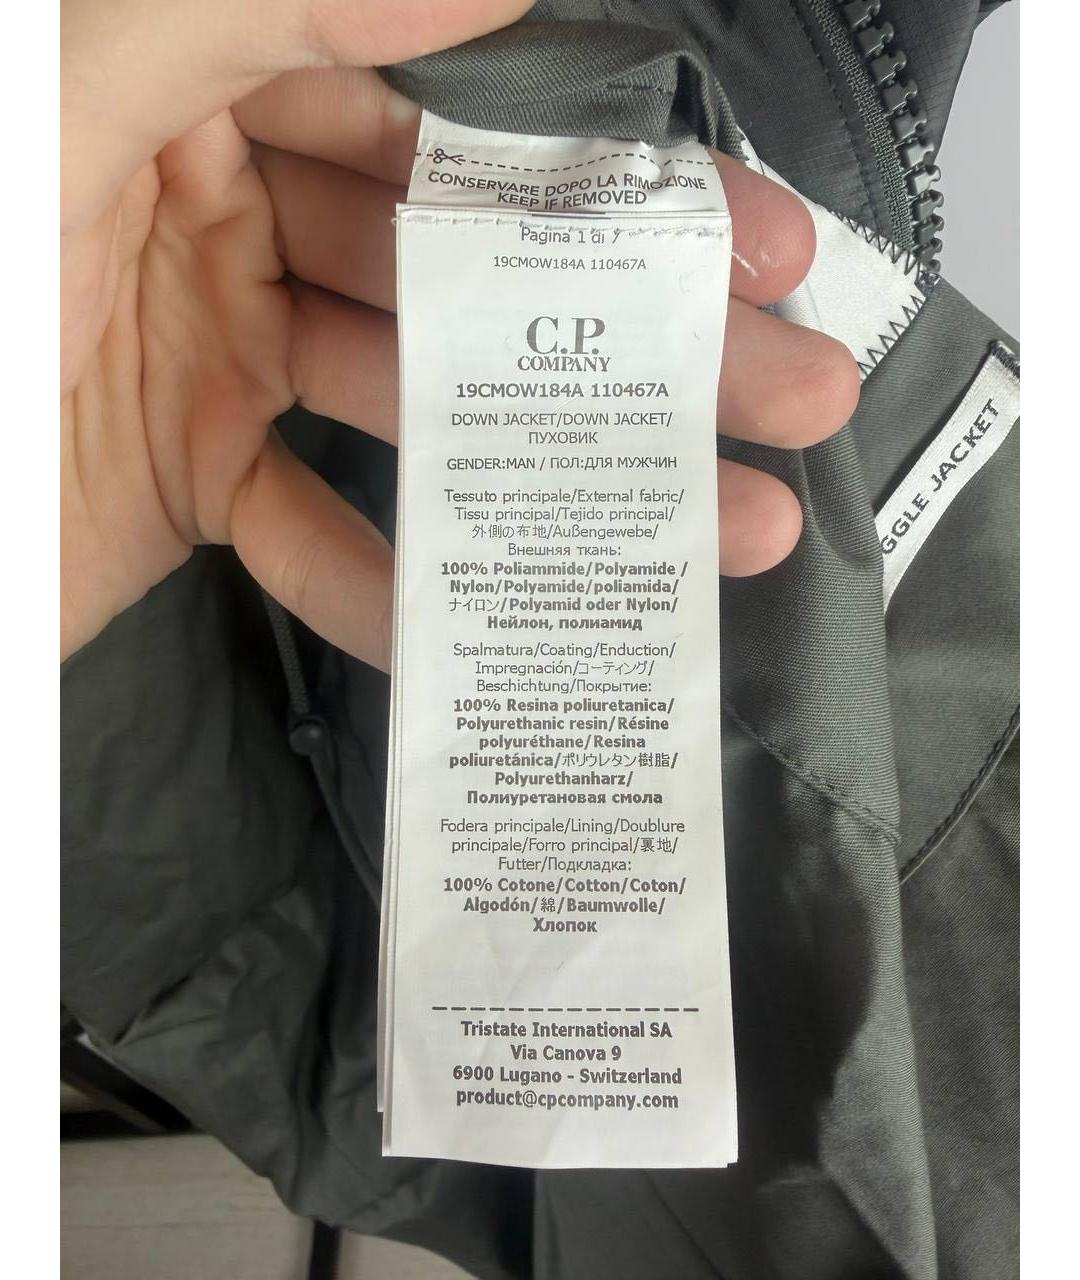 CONSERVARE DOPO LA RIMOZIONE
KEEP IF REMOVED
Pagina 1 di 7
19CMOW184A 110467A
C.P.
COMPANY
19CMOW184A 110467A
DOWN JACKET/DOWN JACKET/
ПУХОВИК
GENDER:MAN / ПОЛ:ДЛЯ МУЖЧИН
Tessuto principale/External fabric/
Tissu principal/Tejido principal/
外側の布地/Außengewebe/
Внешняя ткань:
100% Poliammide/Polyamide /
Nylon/Polyamide/poliamida/
ナイロン/Polyamid oder Nylon/
Нейлон, полиамид
Spalmatura/Coating/Enduction/
Impregnación/コーティング/
Beschichtung/Покрытие:
100% Resina poliuretanica/
Polyurethanic resin/Résine
polyuréthane/Resina
poliuretánica/ポリウレタン樹脂/
Polyurethanharz/
Полиуретановая смола
Fodera principale/Lining/Doublure
principale/Forro principal/裏地/
Futter/Подкладка:
100% Cotone/Cotton/Coton/
Algodón/綿/Baumwolle/
Хлопок
Tristate International SA
Via Canova 9
6900 Lugano - Switzerland
product@cpcompany.com
GGLE JACKET